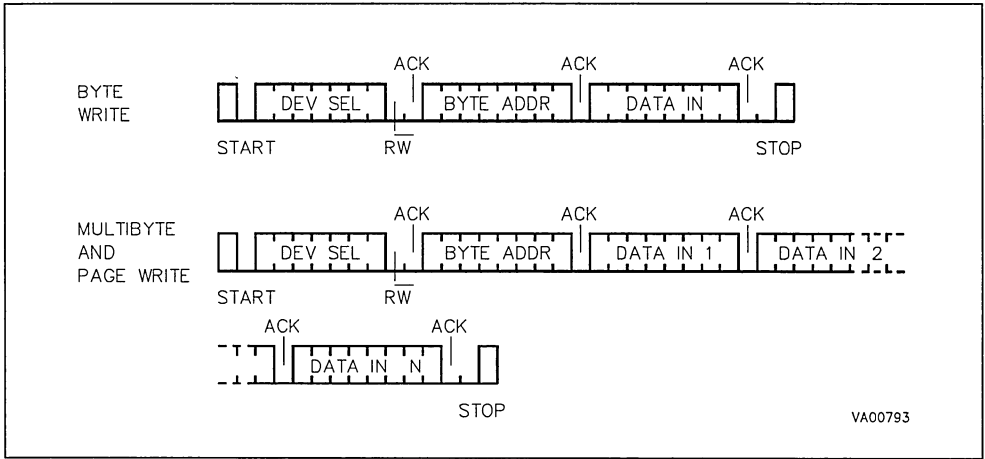 ACK ACK ACK
BYTE WRITE
DEV SEL BYTE ADDR DATA IN
START RW STOP
ACK ACK ACK
MULTIBYTE AND PAGE WRITE
DEV SEL BYTE ADDR DATA IN 1 DATA IN 2
START RW
ACK ACK
DATA IN N
STOP
VA00793